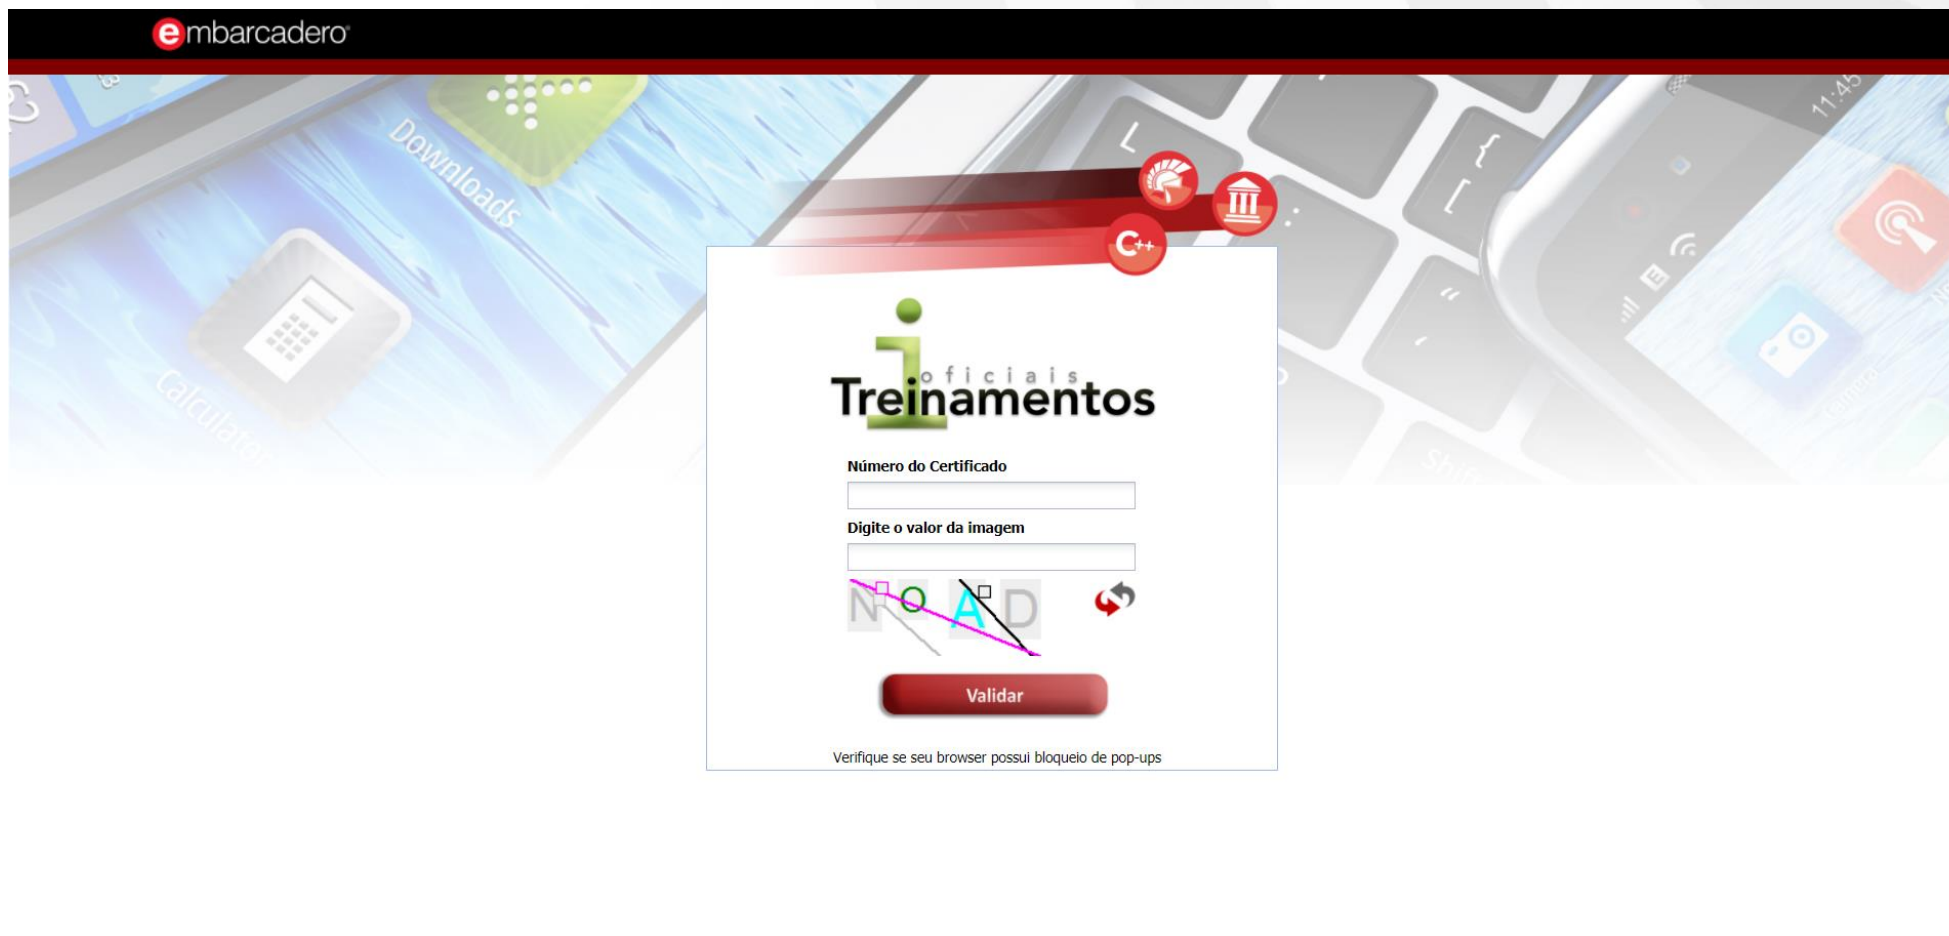 embarcadero
Downloads
11:45
Calculator
C++
oficiais
Treinamentos
Número do Certificado
Digite o valor da imagem
N O A D
Validar
Verifique se seu browser possui bloqueio de pop-ups